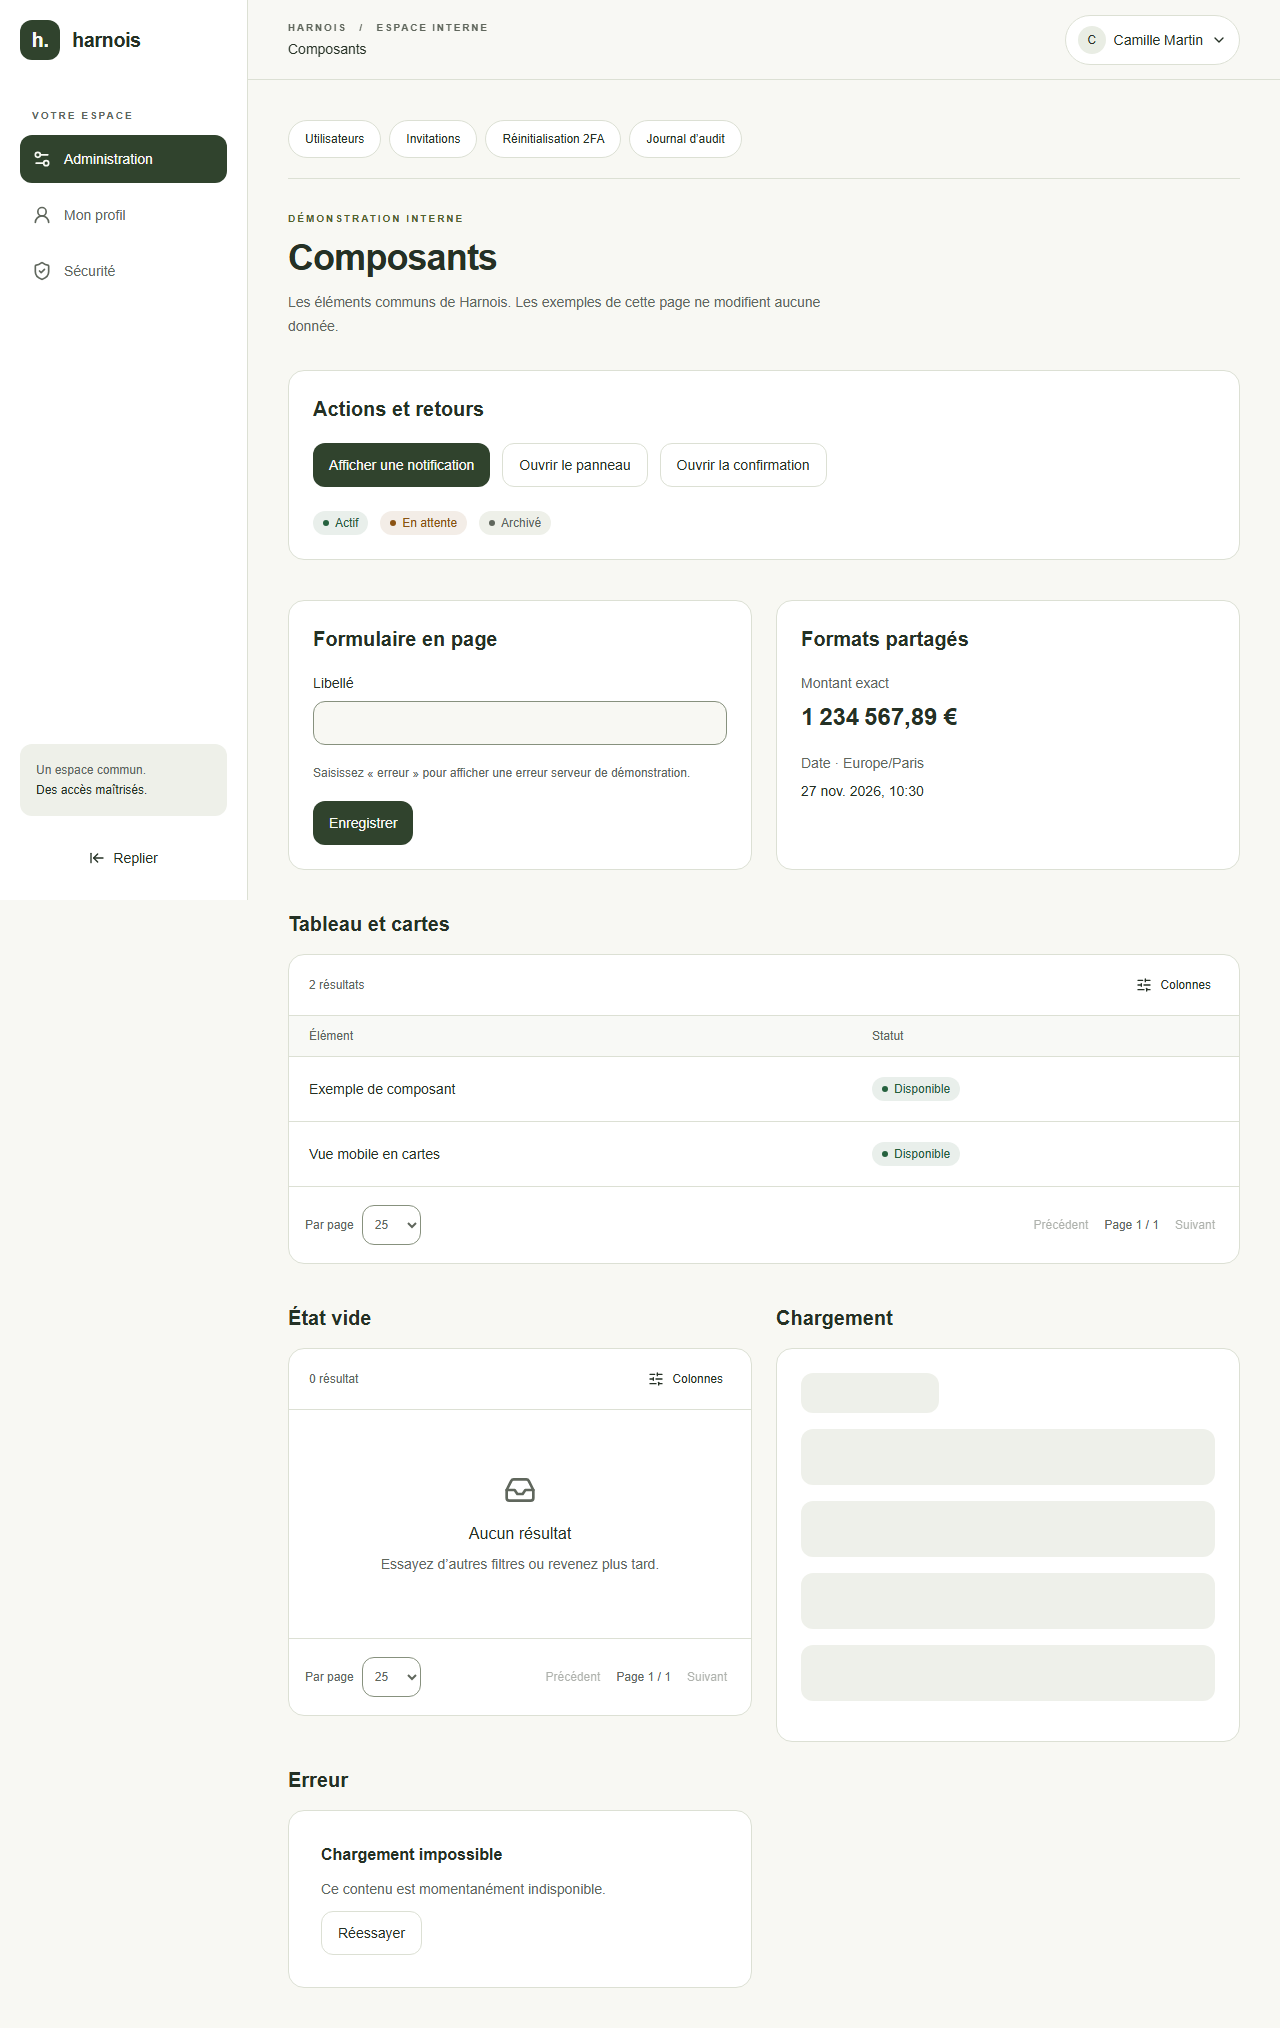 h. harnois
VOTRE ESPACE
Administration
Mon profil
Sécurité
Un espace commun.
Des accès maîtrisés.
Replier
HARNOIS / ESPACE INTERNE
Composants
C Camille Martin
Utilisateurs
Invitations
Réinitialisation 2FA
Journal d’audit
DÉMONSTRATION INTERNE
Composants
Les éléments communs de Harnois. Les exemples de cette page ne modifient aucune
donnée.
Actions et retours
Afficher une notification
Ouvrir le panneau
Ouvrir la confirmation
Actif
En attente
Archivé
Formulaire en page
Libellé
Saisissez « erreur » pour afficher une erreur serveur de démonstration.
Enregistrer
Formats partagés
Montant exact
1 234 567,89 €
Date · Europe/Paris
27 nov. 2026, 10:30
Tableau et cartes
2 résultats
Colonnes
Élément
Statut
Exemple de composant
Disponible
Vue mobile en cartes
Disponible
Par page 25
Précédent Page 1 / 1 Suivant
État vide
0 résultat
Colonnes
Aucun résultat
Essayez d’autres filtres ou revenez plus tard.
Par page 25
Précédent Page 1 / 1 Suivant
Chargement
Erreur
Chargement impossible
Ce contenu est momentanément indisponible.
Réessayer